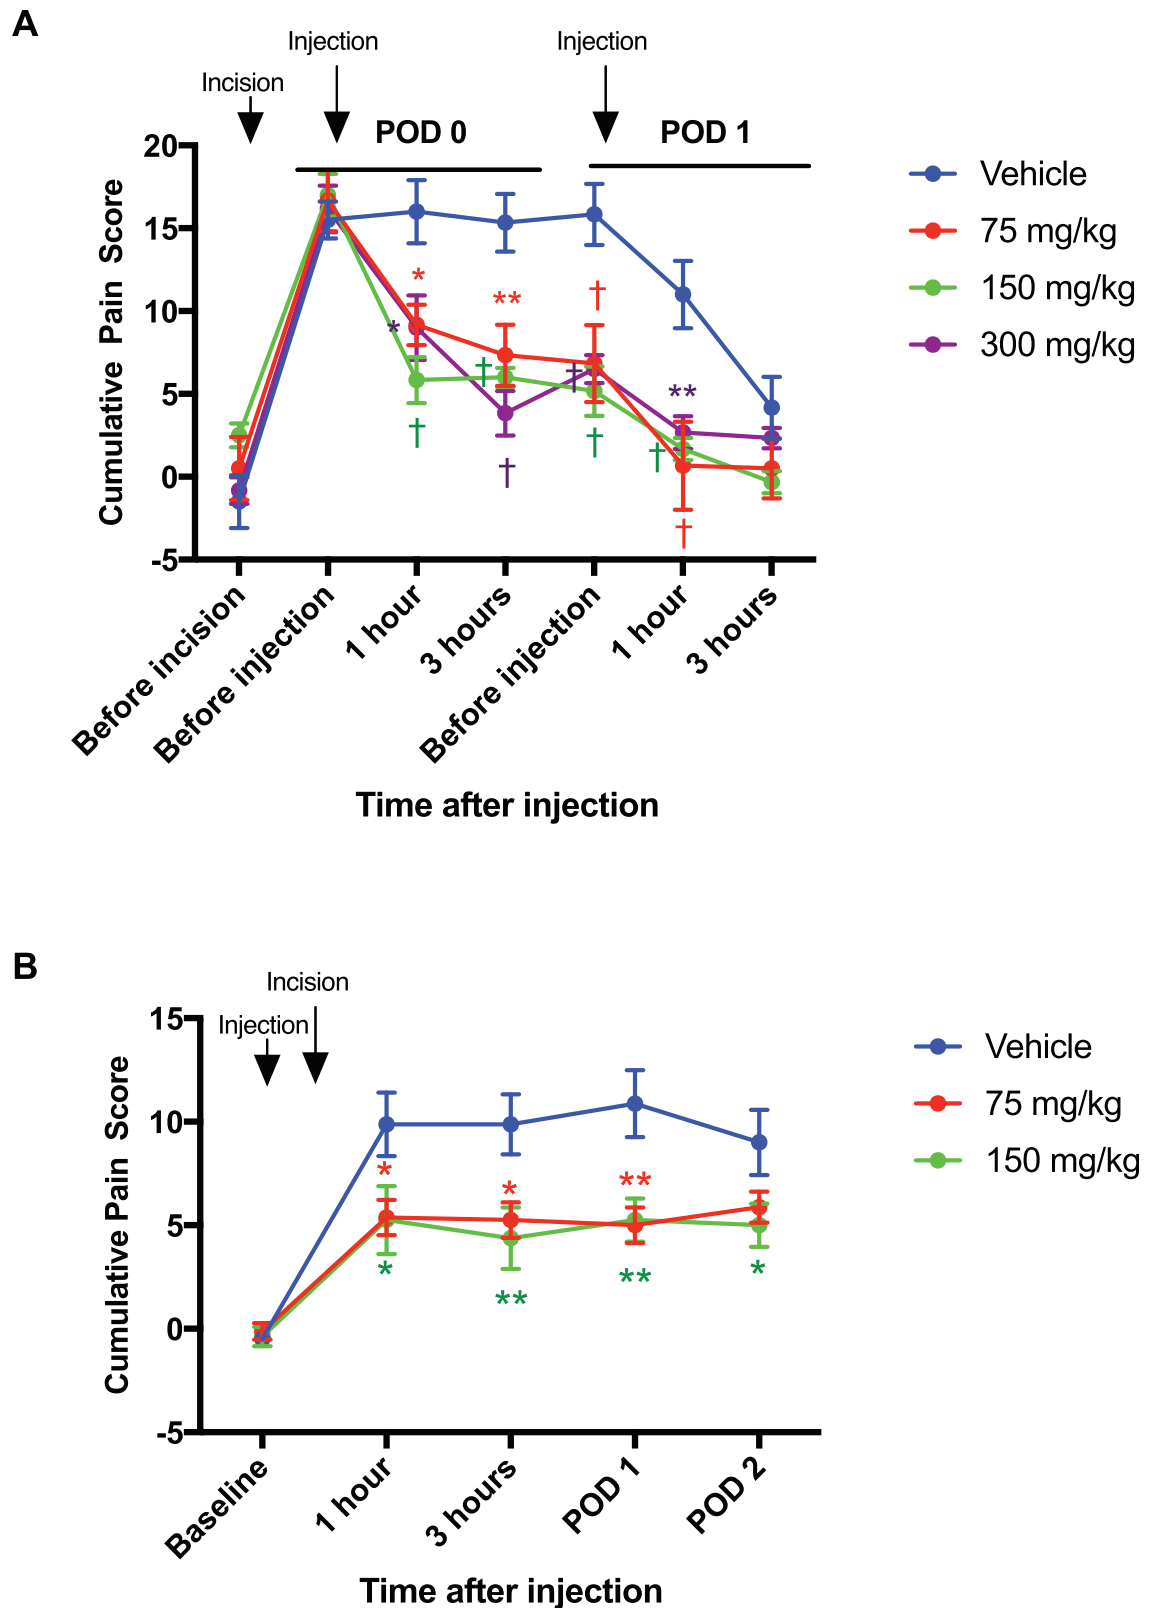 A
Injection
Injection
Incision
POD 0
POD 1
20
15
10
5
0
-5
Cumulative Pain Score
*
**
†
*
†
‡
**
†
†
†
†
†
Before incision
Before injection
1 hour
3 hours
Before injection
1 hour
3 hours
Time after injection
Vehicle
75 mg/kg
150 mg/kg
300 mg/kg
B
Incision
Injection
15
10
5
0
-5
Cumulative Pain Score
*
*
**
*
**
**
*
Baseline
1 hour
3 hours
POD 1
POD 2
Time after injection
Vehicle
75 mg/kg
150 mg/kg